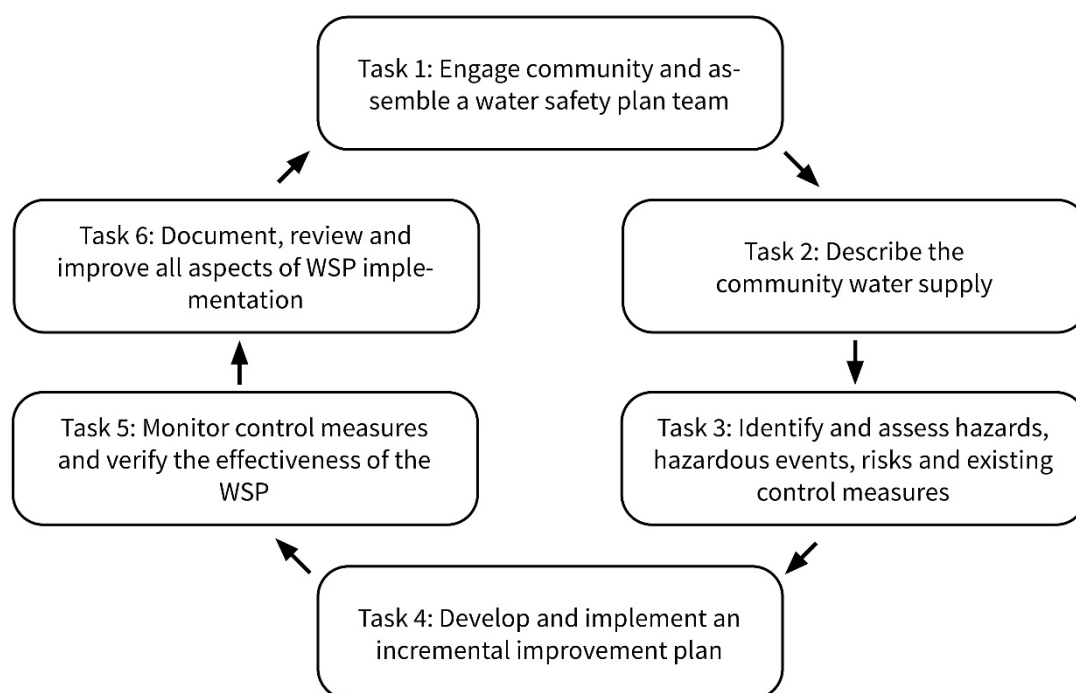 Task 1: Engage community and as-
semble a water safety plan team
Task 2: Describe the
community water supply
Task 3: Identify and assess hazards,
hazardous events, risks and existing
control measures
Task 4: Develop and implement an
incremental improvement plan
Task 5: Monitor control measures
and verify the effectiveness of the
WSP
Task 6: Document, review and
improve all aspects of WSP imple-
mentation